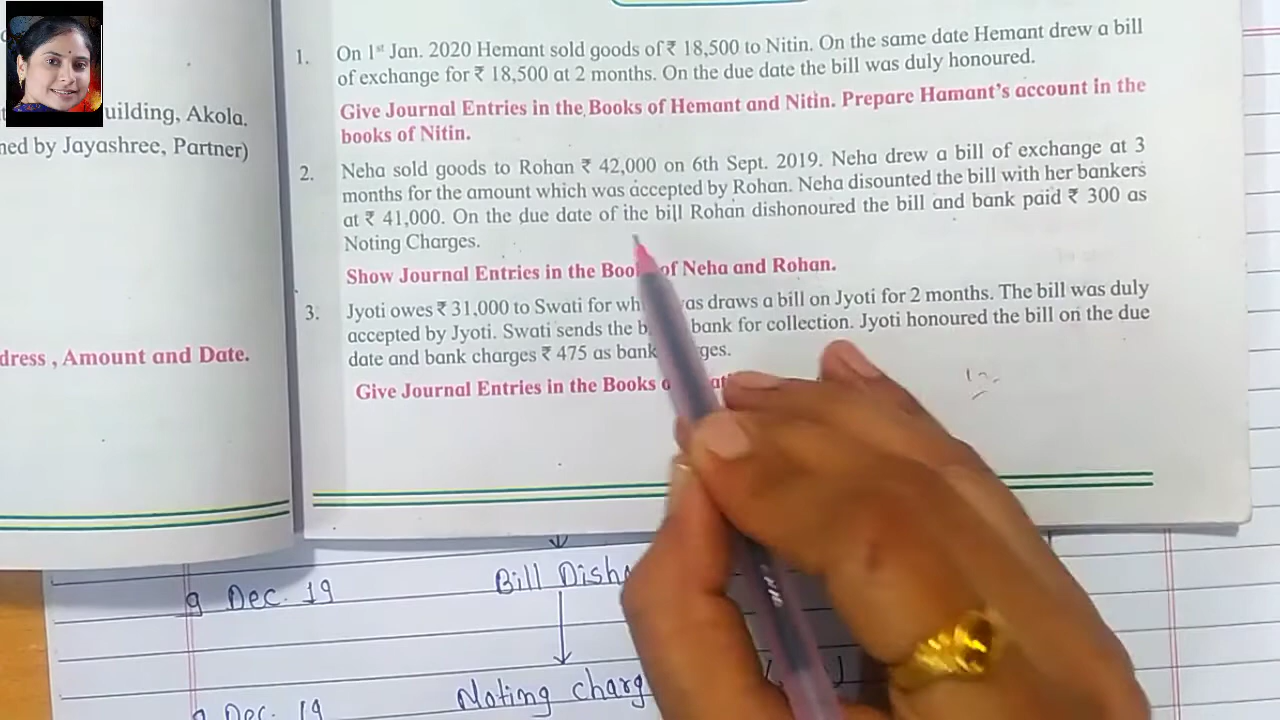 uilding, Akola.
ned by Jayashree, Partner)
dress , Amount and Date.
1. On 1st Jan. 2020 Hemant sold goods of ₹ 18,500 to Nitin. On the same date Hemant drew a bill
of exchange for ₹ 18,500 at 2 months. On the due date the bill was duly honoured.
Give Journal Entries in the Books of Hemant and Nitin. Prepare Hamant's account in the
books of Nitin.
2. Neha sold goods to Rohan ₹ 42,000 on 6th Sept. 2019. Neha drew a bill of exchange at 3
months for the amount which was accepted by Rohan. Neha disounted the bill with her bankers
at ₹ 41,000. On the due date of the bill Rohan dishonoured the bill and bank paid ₹ 300 as
Noting Charges.
Show Journal Entries in the Boo of Neha and Rohan.
3. Jyoti owes ₹ 31,000 to Swati for wh as draws a bill on Jyoti for 2 months. The bill was duly
accepted by Jyoti. Swati sends the b bank for collection. Jyoti honoured the bill on the due
date and bank charges ₹ 475 as bank ges.
Give Journal Entries in the Books
9 Dec. 19 Bill Disho
9 Dec. 19 Noting charg